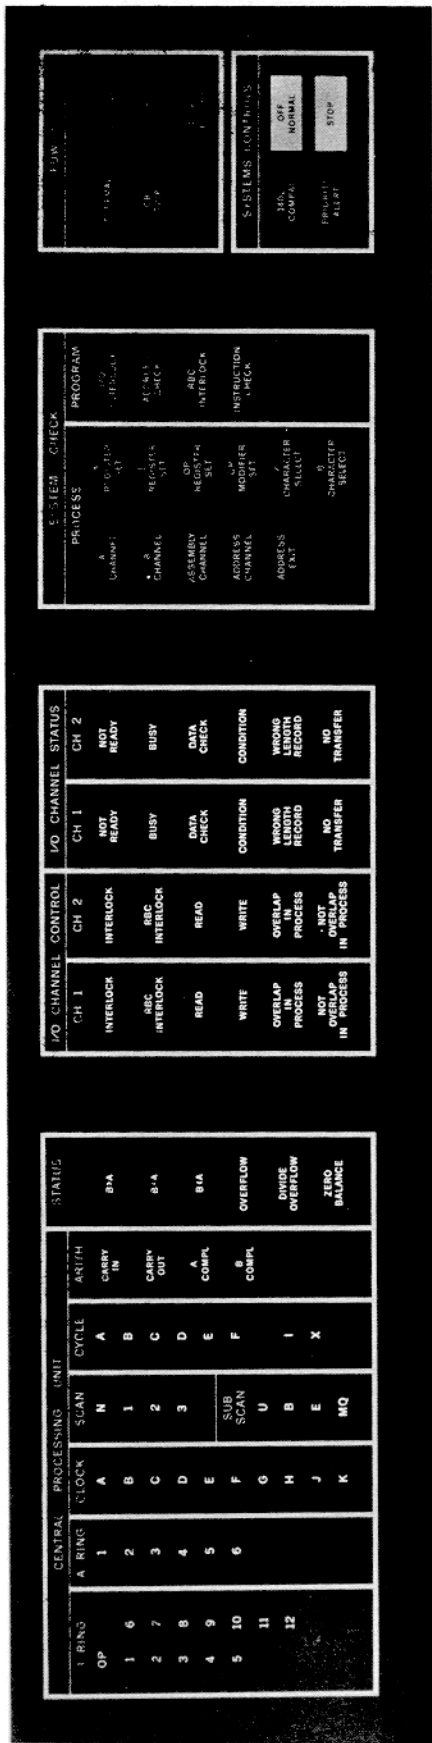 CENTRAL PROCESSING UNIT
STATUS
I RING
A RING
CLOCK
SCAN
CYCLE
ARITH
OP
1 6
2 7
3 8
4 9
5 10
11
12
1
2
3
4
5
6
A
B
C
D
E
F
G
H
J
K
N
1
2
3
SUB
SCAN
U
B
E
MQ
A
B
C
D
E
F
I
X
CARRY
IN
CARRY
OUT
A
COMPL
B
COMPL
OVERFLOW
DIVIDE
OVERFLOW
ZERO
BALANCE
I/O CHANNEL CONTROL
CH 1
CH 2
INTERLOCK
RBC
INTERLOCK
READ
WRITE
OVERLAP
IN
PROCESS
NOT
OVERLAP
IN PROCESS
INTERLOCK
RBC
INTERLOCK
READ
WRITE
OVERLAP
IN
PROCESS
NOT
OVERLAP
IN PROCESS
I/O CHANNEL STATUS
CH 1
CH 2
NOT
READY
BUSY
DATA
CHECK
CONDITION
WRONG
LENGTH
RECORD
NO
TRANSFER
NOT
READY
BUSY
DATA
CHECK
CONDITION
WRONG
LENGTH
RECORD
NO
TRANSFER
SYSTEM CHECK
PROCESS
PROGRAM
A
CHANNEL
B
CHANNEL
ASSEMBLY
CHANNEL
ADDRESS
CHANNEL
ADDRESS
EXIT
REGISTER
SET
REGISTER
SET
OP
REGISTER
SET
OP
MODIFIER
SET
CHARACTER
SELECT
CHARACTER
SELECT
I/O
INTERLOCK
ADDRESS
CHECK
RBC
INTERLOCK
INSTRUCTION
CHECK
SYSTEMS CONTROLS
COMPAT
OFF
NORMAL
PRIORITY
ALERT
STOP